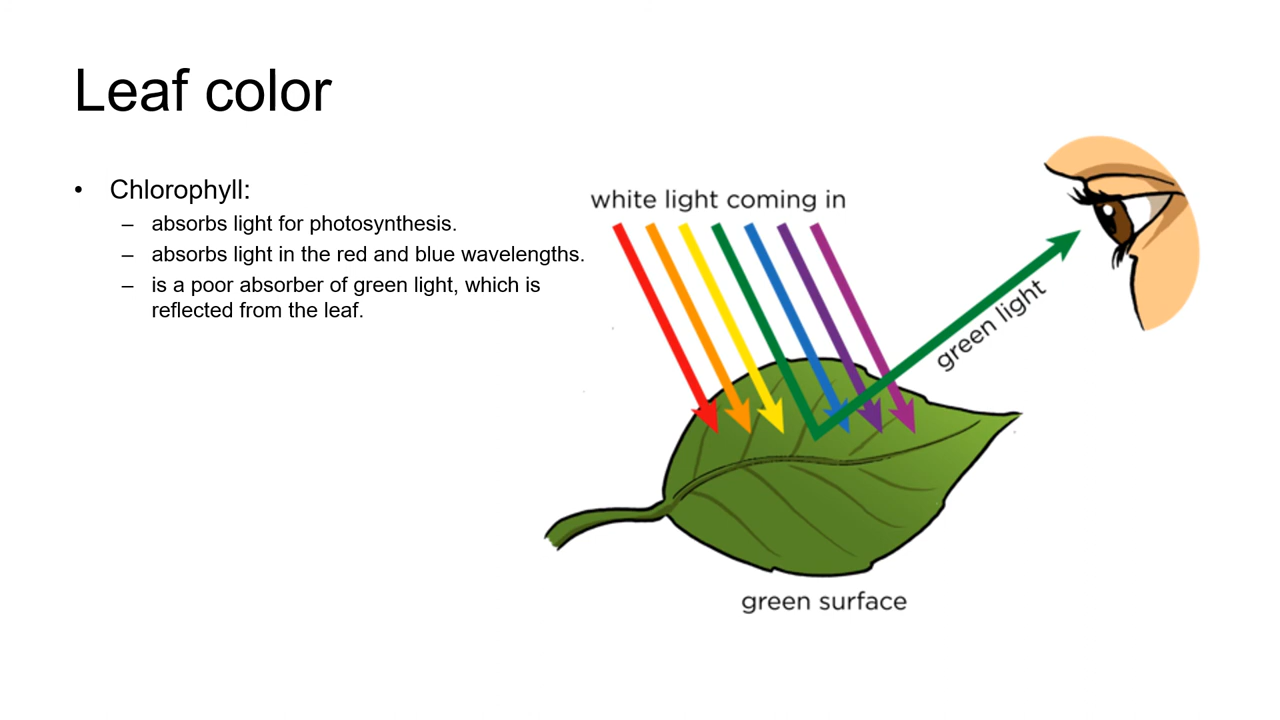 Leaf color
• Chlorophyll:
– absorbs light for photosynthesis.
– absorbs light in the red and blue wavelengths.
– is a poor absorber of green light, which is
reflected from the leaf.
white light coming in
green light
green surface